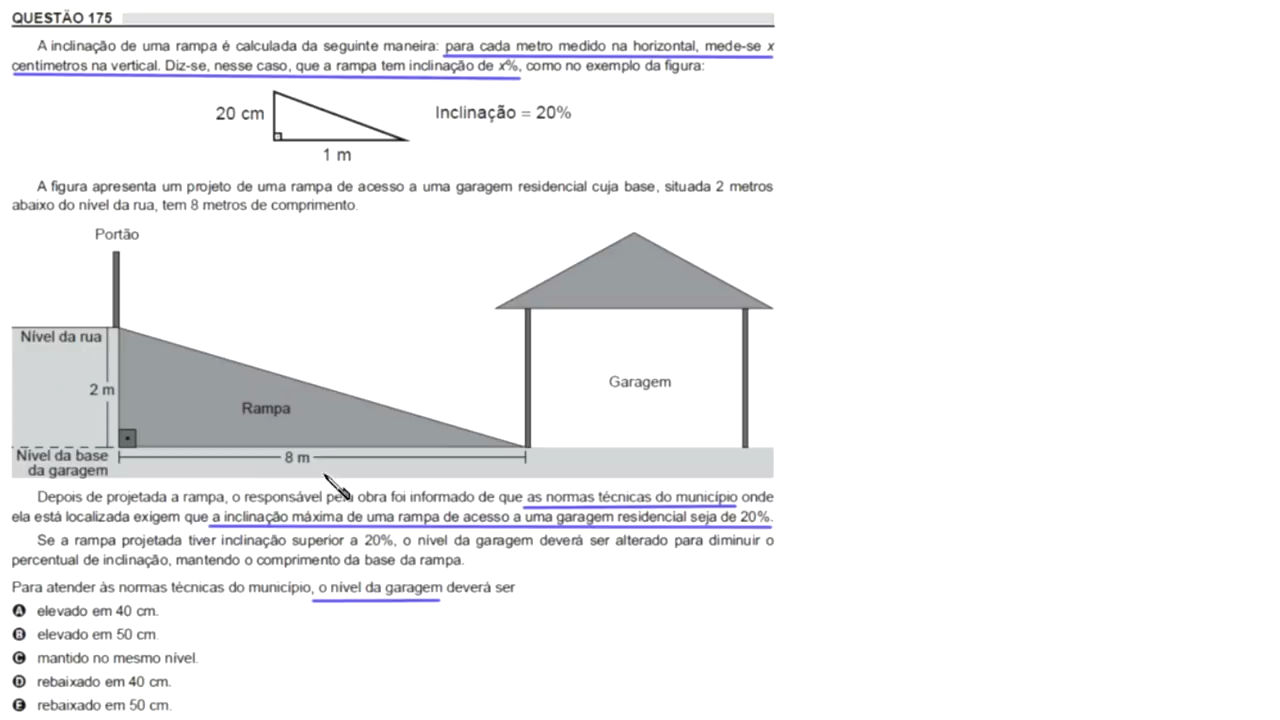 QUESTÃO 175
A inclinação de uma rampa é calculada da seguinte maneira: para cada metro medido na horizontal, mede-se x
centímetros na vertical. Diz-se, nesse caso, que a rampa tem inclinação de x%, como no exemplo da figura:
20 cm
Inclinação = 20%
1 m
A figura apresenta um projeto de uma rampa de acesso a uma garagem residencial cuja base, situada 2 metros
abaixo do nível da rua, tem 8 metros de comprimento.
Portão
Nível da rua
2 m
Garagem
Rampa
Nível da base
da garagem
8 m
Depois de projetada a rampa, o responsável pela obra foi informado de que as normas técnicas do município onde
ela está localizada exigem que a inclinação máxima de uma rampa de acesso a uma garagem residencial seja de 20%.
Se a rampa projetada tiver inclinação superior a 20%, o nível da garagem deverá ser alterado para diminuir o
percentual de inclinação, mantendo o comprimento da base da rampa.
Para atender às normas técnicas do município, o nível da garagem deverá ser
A elevado em 40 cm.
B elevado em 50 cm.
C mantido no mesmo nível.
D rebaixado em 40 cm.
E rebaixado em 50 cm.